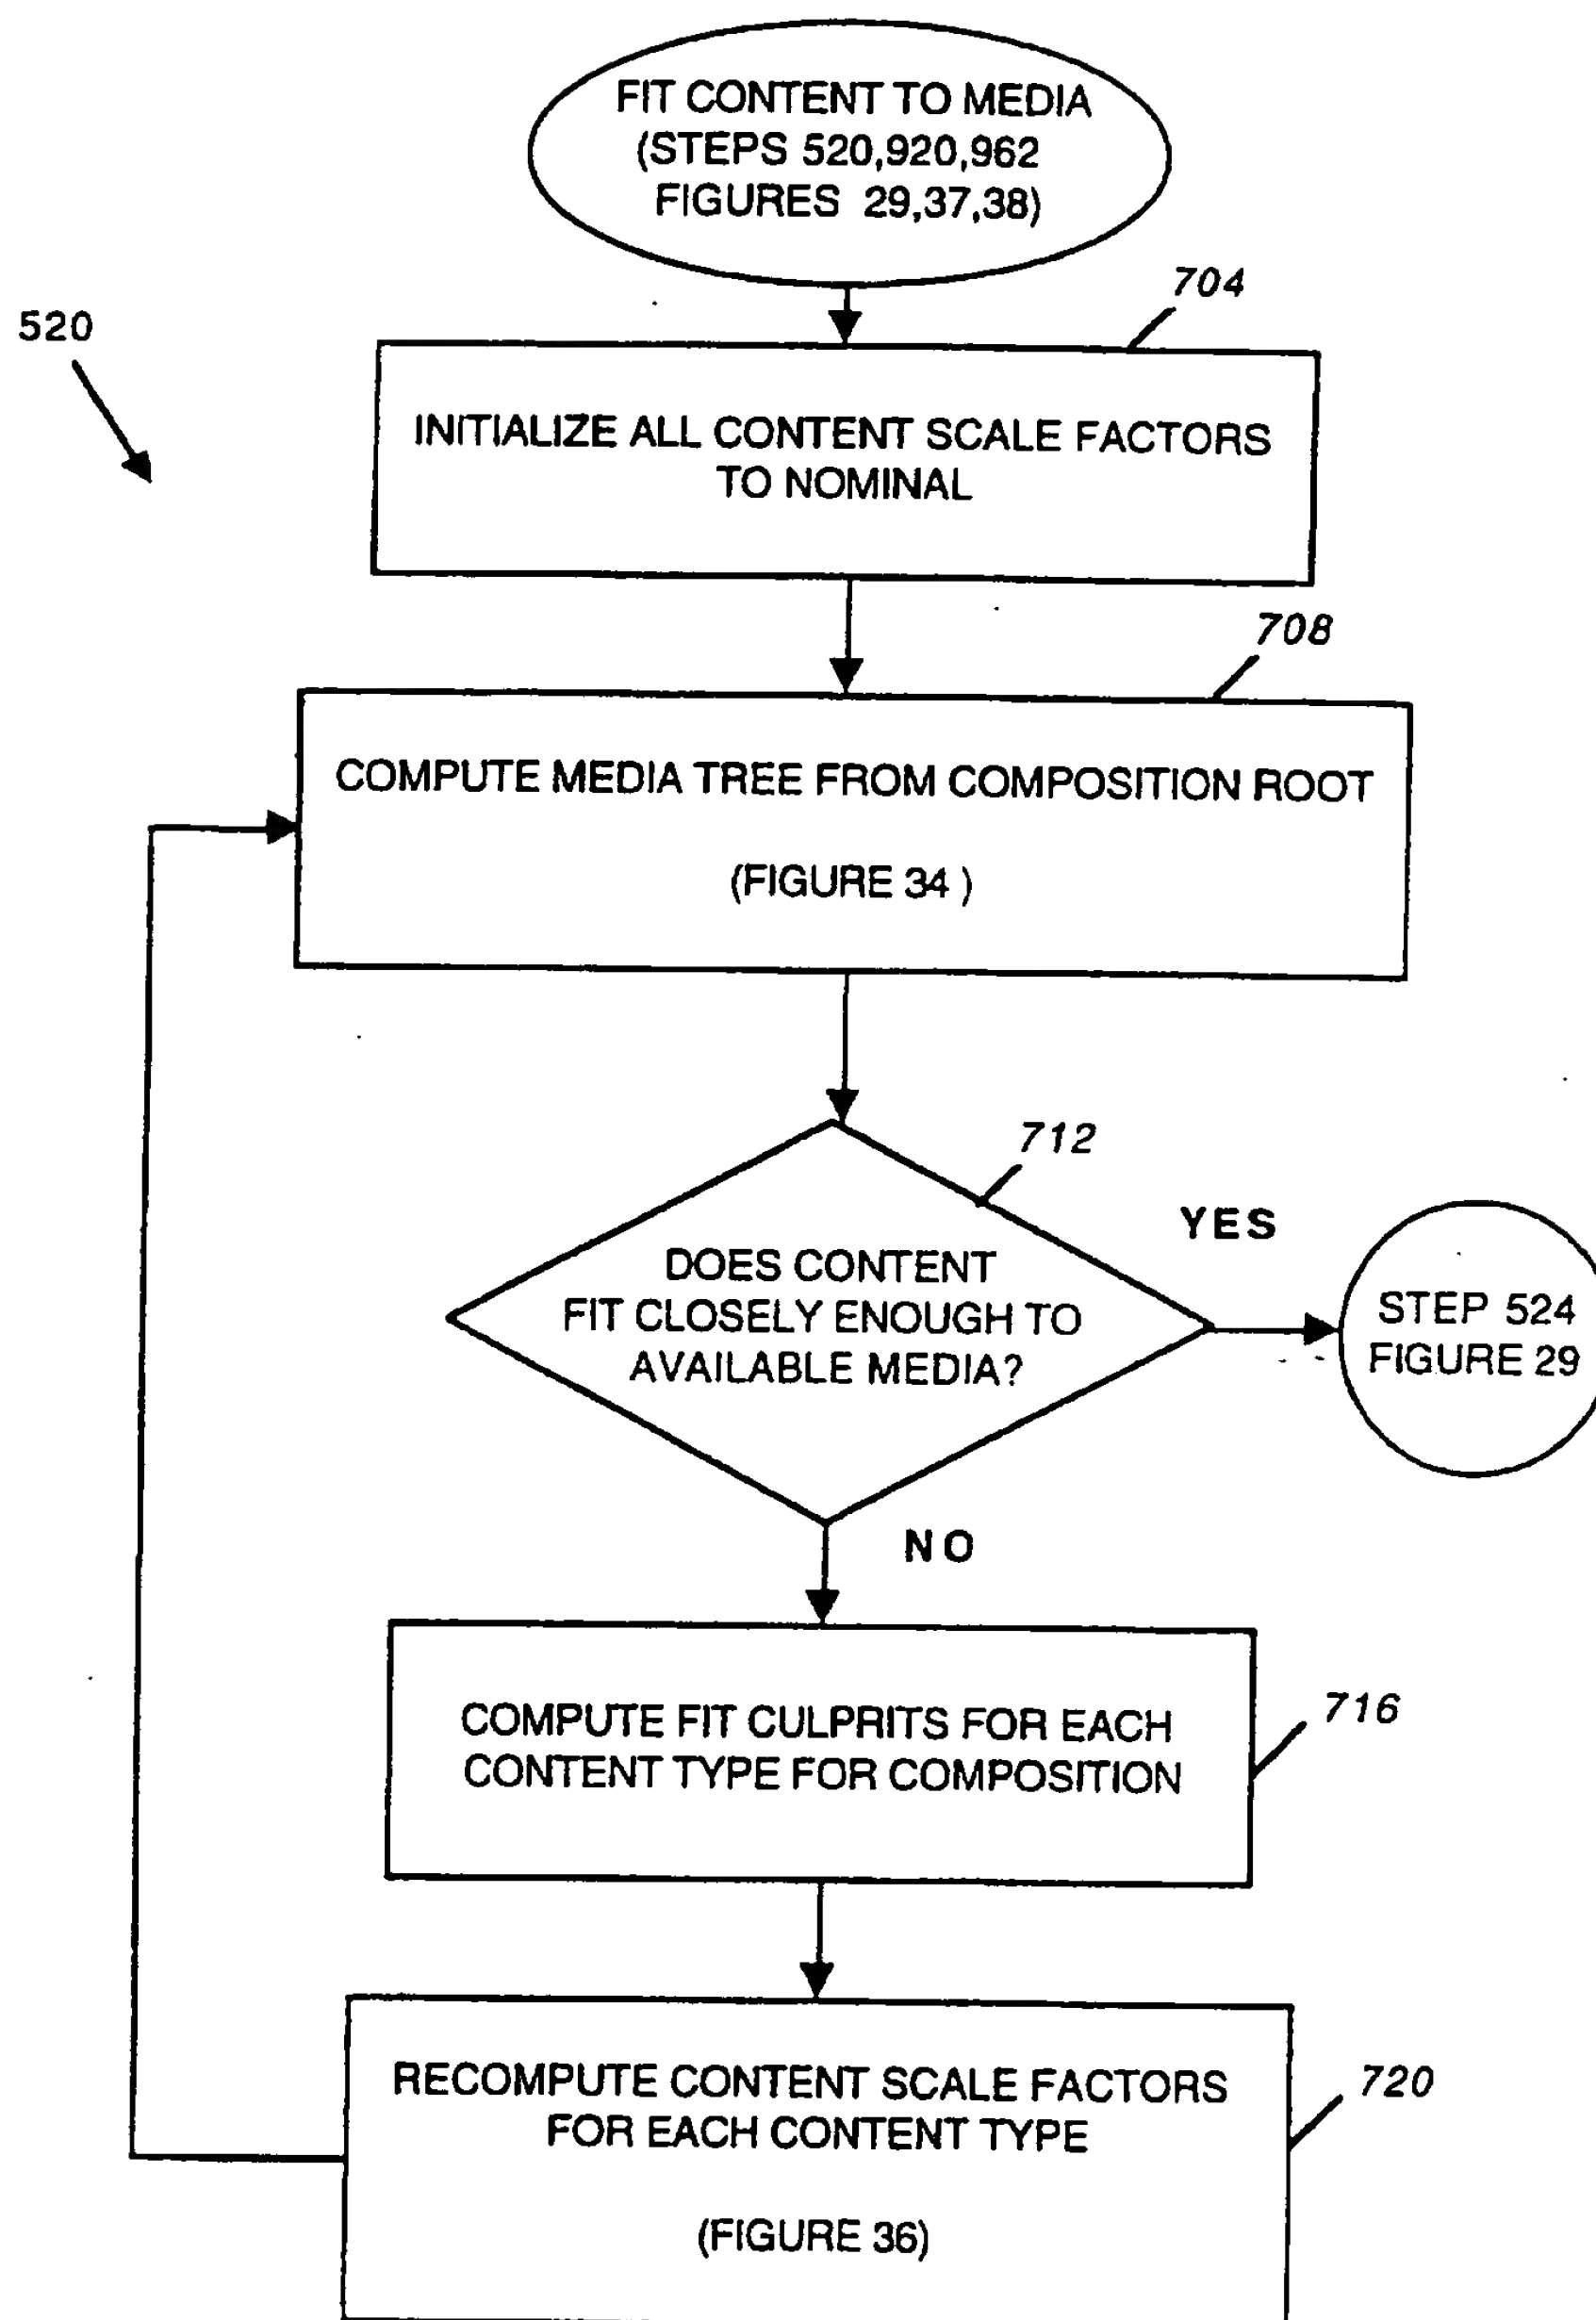 FIT CONTENT TO MEDIA
(STEPS 520,920,962
FIGURES 29,37,38)
704
520
INITIALIZE ALL CONTENT SCALE FACTORS
TO NOMINAL
708
COMPUTE MEDIA TREE FROM COMPOSITION ROOT
(FIGURE 34 )
712
YES
DOES CONTENT
FIT CLOSELY ENOUGH TO
AVAILABLE MEDIA?
STEP 524
FIGURE 29
NO
COMPUTE FIT CULPRITS FOR EACH
CONTENT TYPE FOR COMPOSITION
716
RECOMPUTE CONTENT SCALE FACTORS
FOR EACH CONTENT TYPE
720
(FIGURE 36)